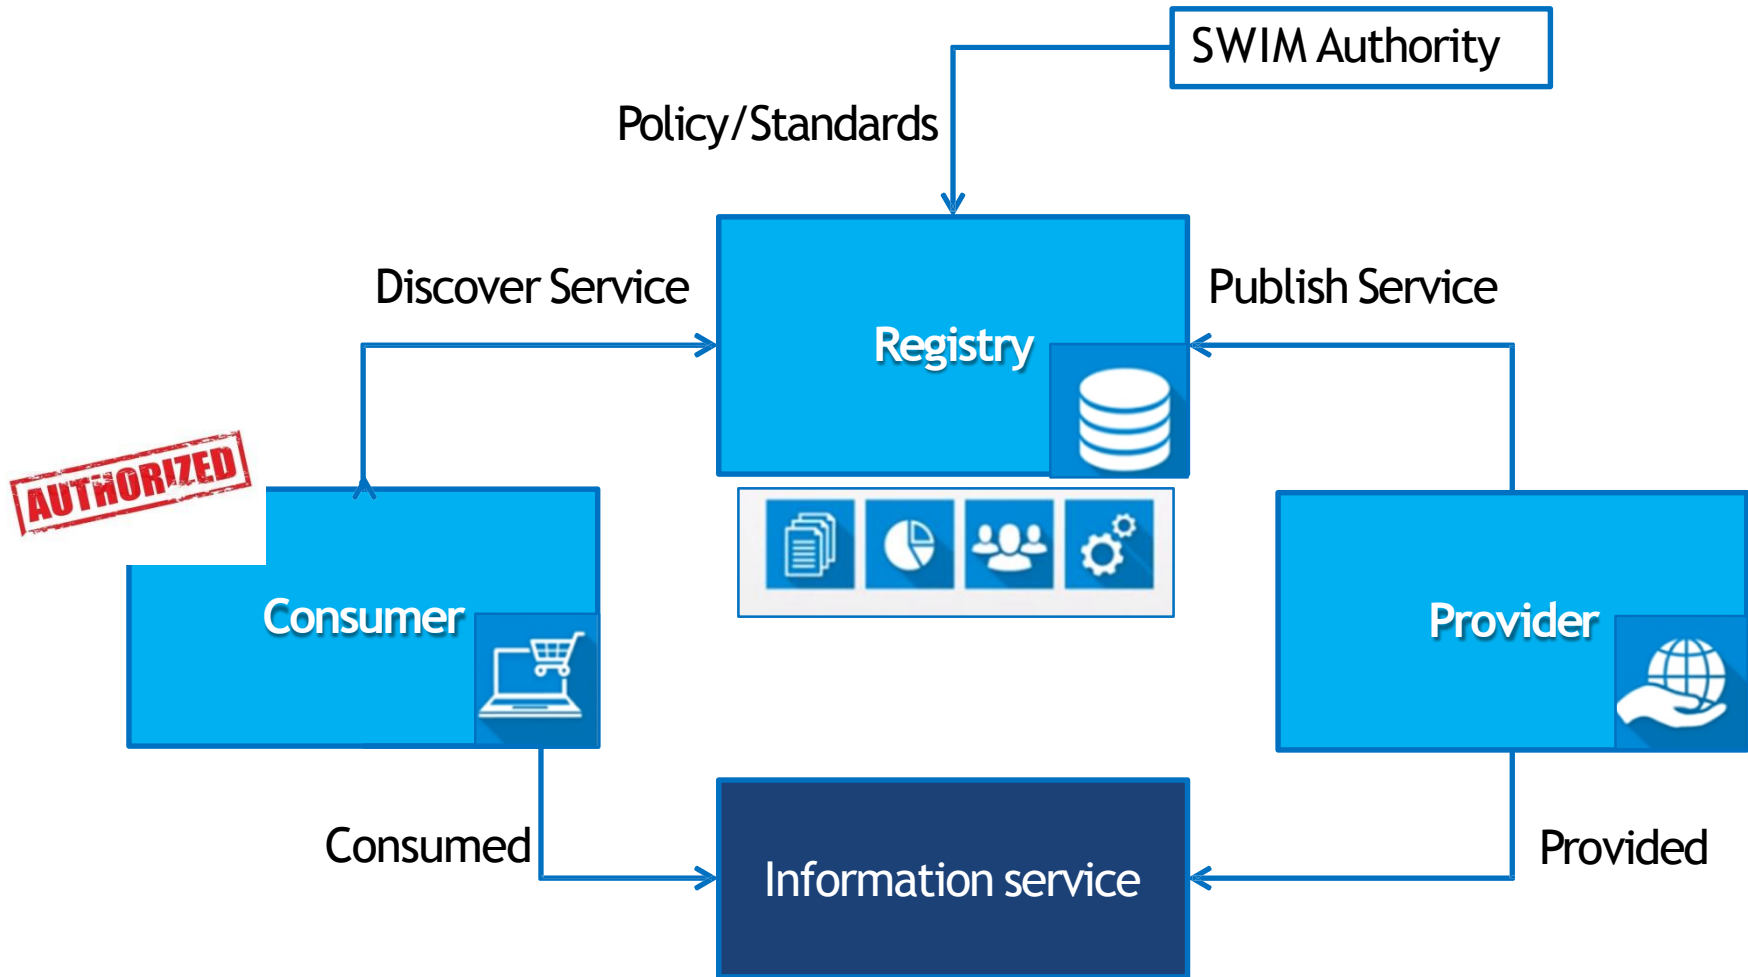 SWIM Authority
Policy/Standards
Discover Service
Publish Service
Registry
AUTHORIZED
Consumer
Provider
Consumed
Provided
Information service